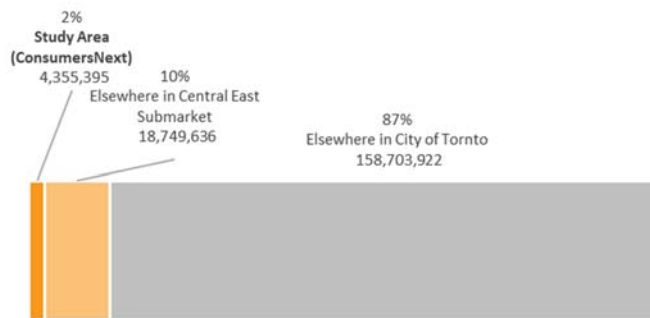 2%
Study Area
(ConsumersNext)
4,355,395
10%
Elsewhere in Central East
Submarket
18,749,636
87%
Elsewhere in City of Tornto
158,703,922